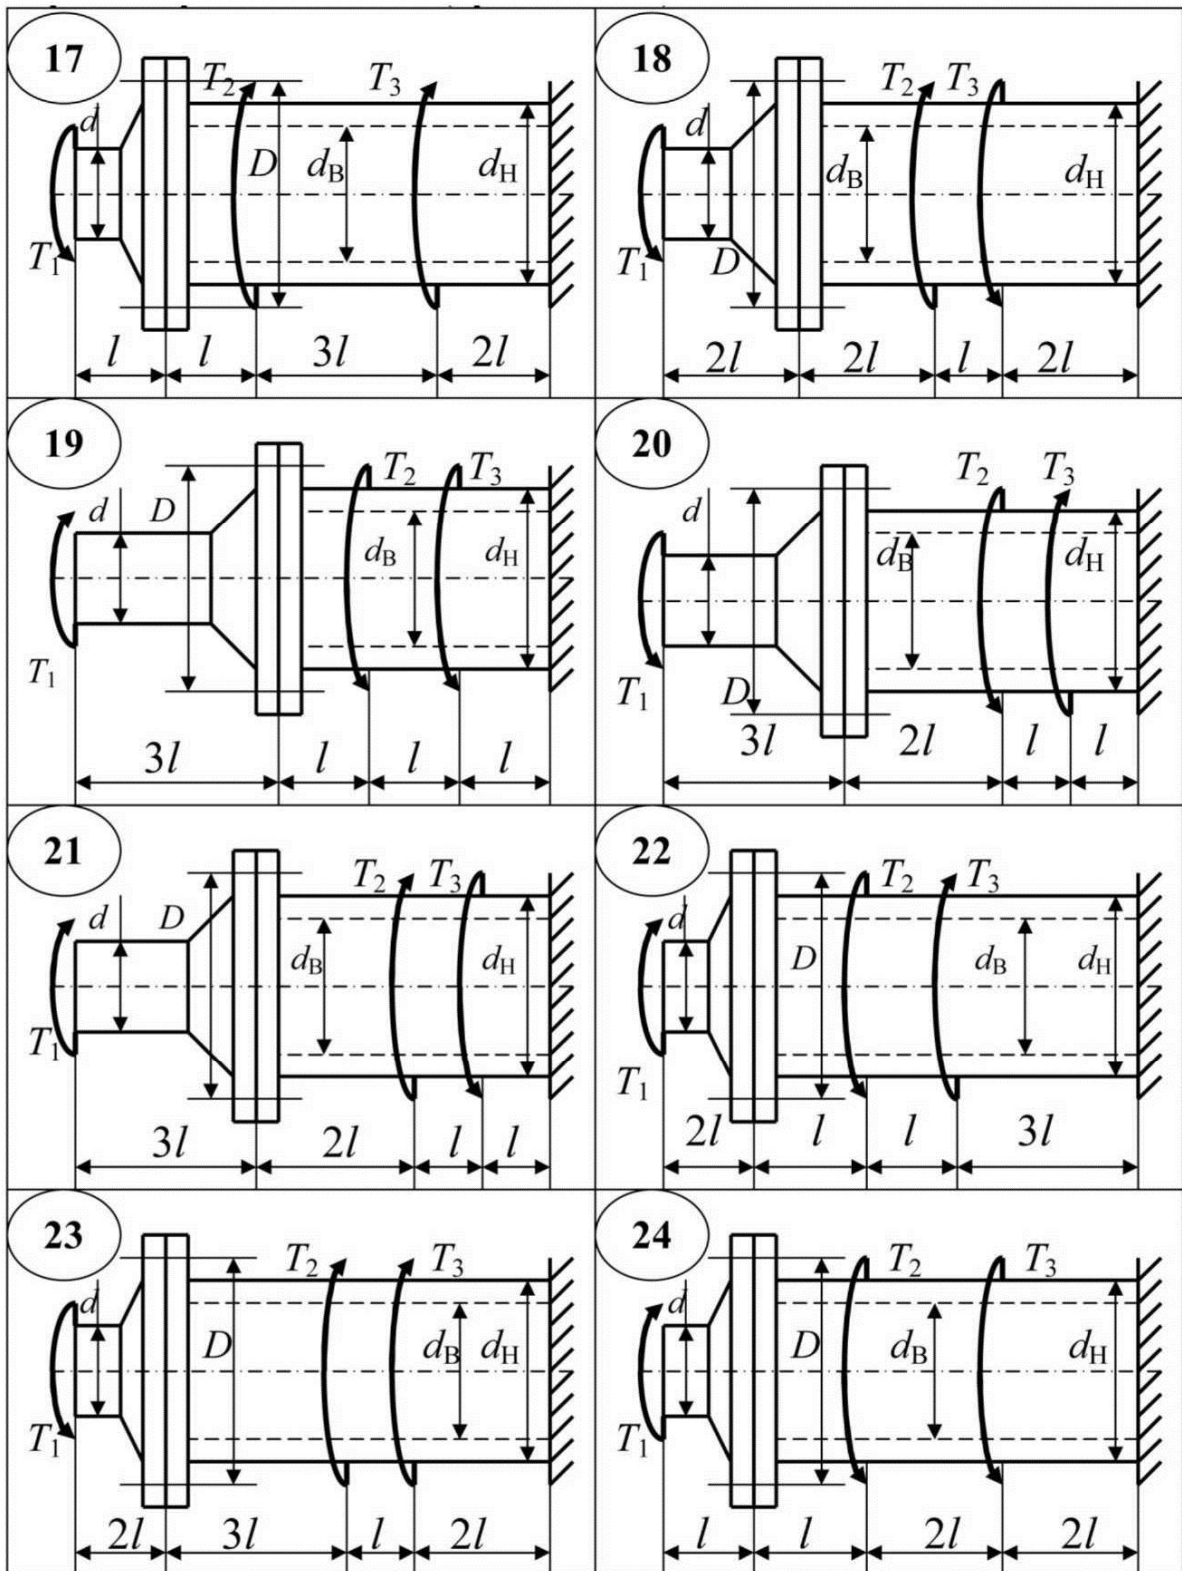 17
T2 T3
d
D dB dH
T1
l l 3l 2l
18
T2 T3
d
dB dH
T1 D
2l 2l l 2l
19
T2 T3
d D
dB dH
T1
3l l l l
20
T2 T3
d
dB dH
T1 D
3l 2l l l
21
T2 T3
d D
dB dH
T1
3l 2l l l
22
T2 T3
d
D dB dH
T1
2l l l 3l
23
T2 T3
d
D dB dH
T1
2l 3l l 2l
24
T2 T3
d
D dB dH
T1
l l 2l 2l